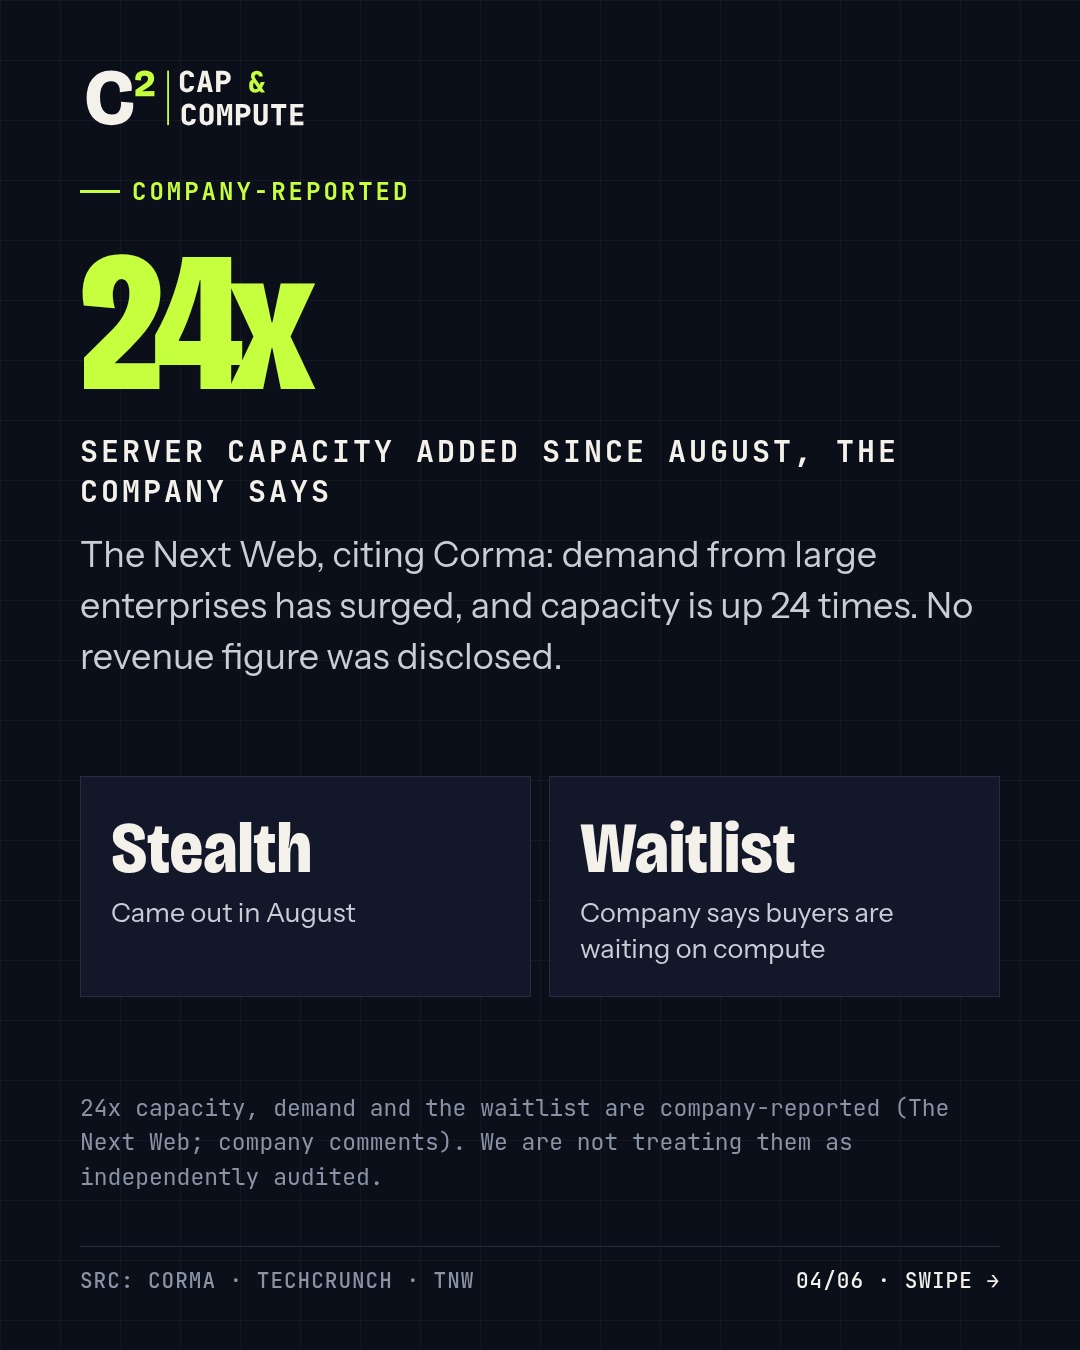 C² CAP &
COMPUTE
COMPANY-REPORTED
24x
SERVER CAPACITY ADDED SINCE AUGUST, THE
COMPANY SAYS
The Next Web, citing Corma: demand from large
enterprises has surged, and capacity is up 24 times. No
revenue figure was disclosed.
Stealth
Came out in August
Waitlist
Company says buyers are
waiting on compute
24x capacity, demand and the waitlist are company-reported (The
Next Web; company comments). We are not treating them as
independently audited.
SRC: CORMA · TECHCRUNCH · TNW
04/06 · SWIPE →